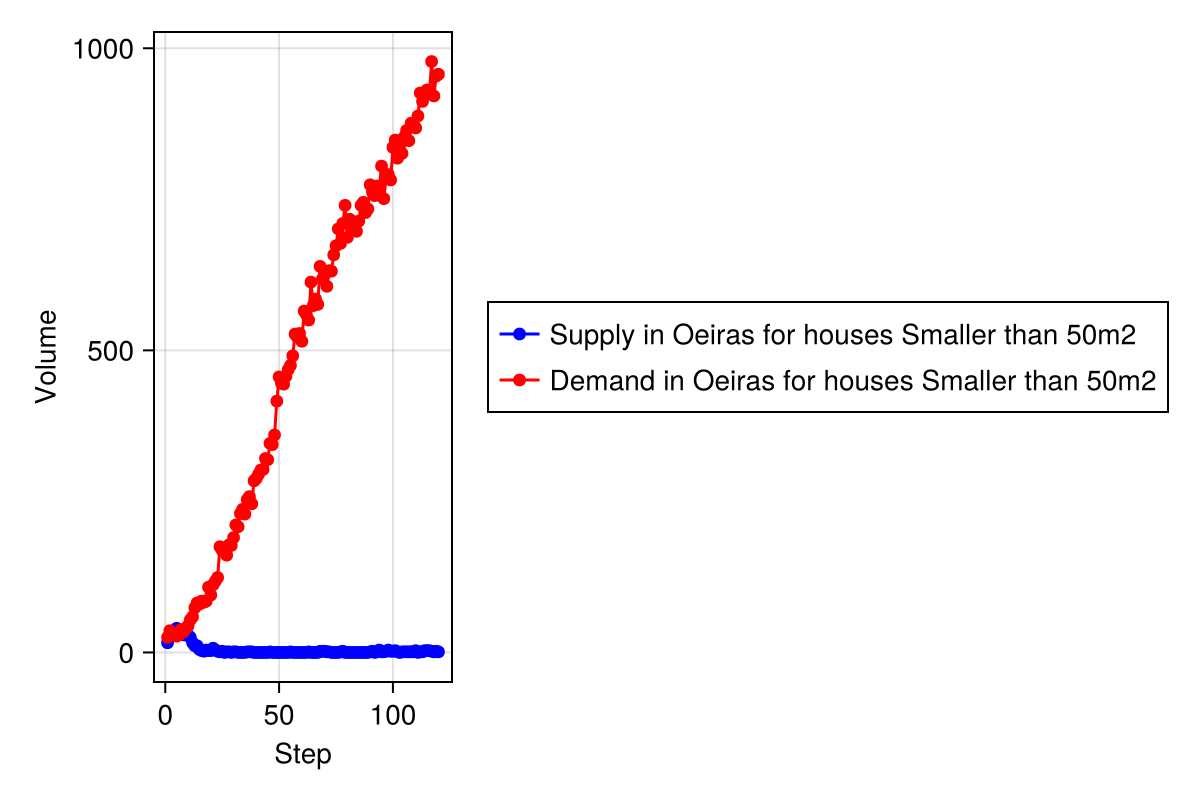 1000
500
0
Volume
0 50 100
Step
Supply in Oeiras for houses Smaller than 50m2
Demand in Oeiras for houses Smaller than 50m2